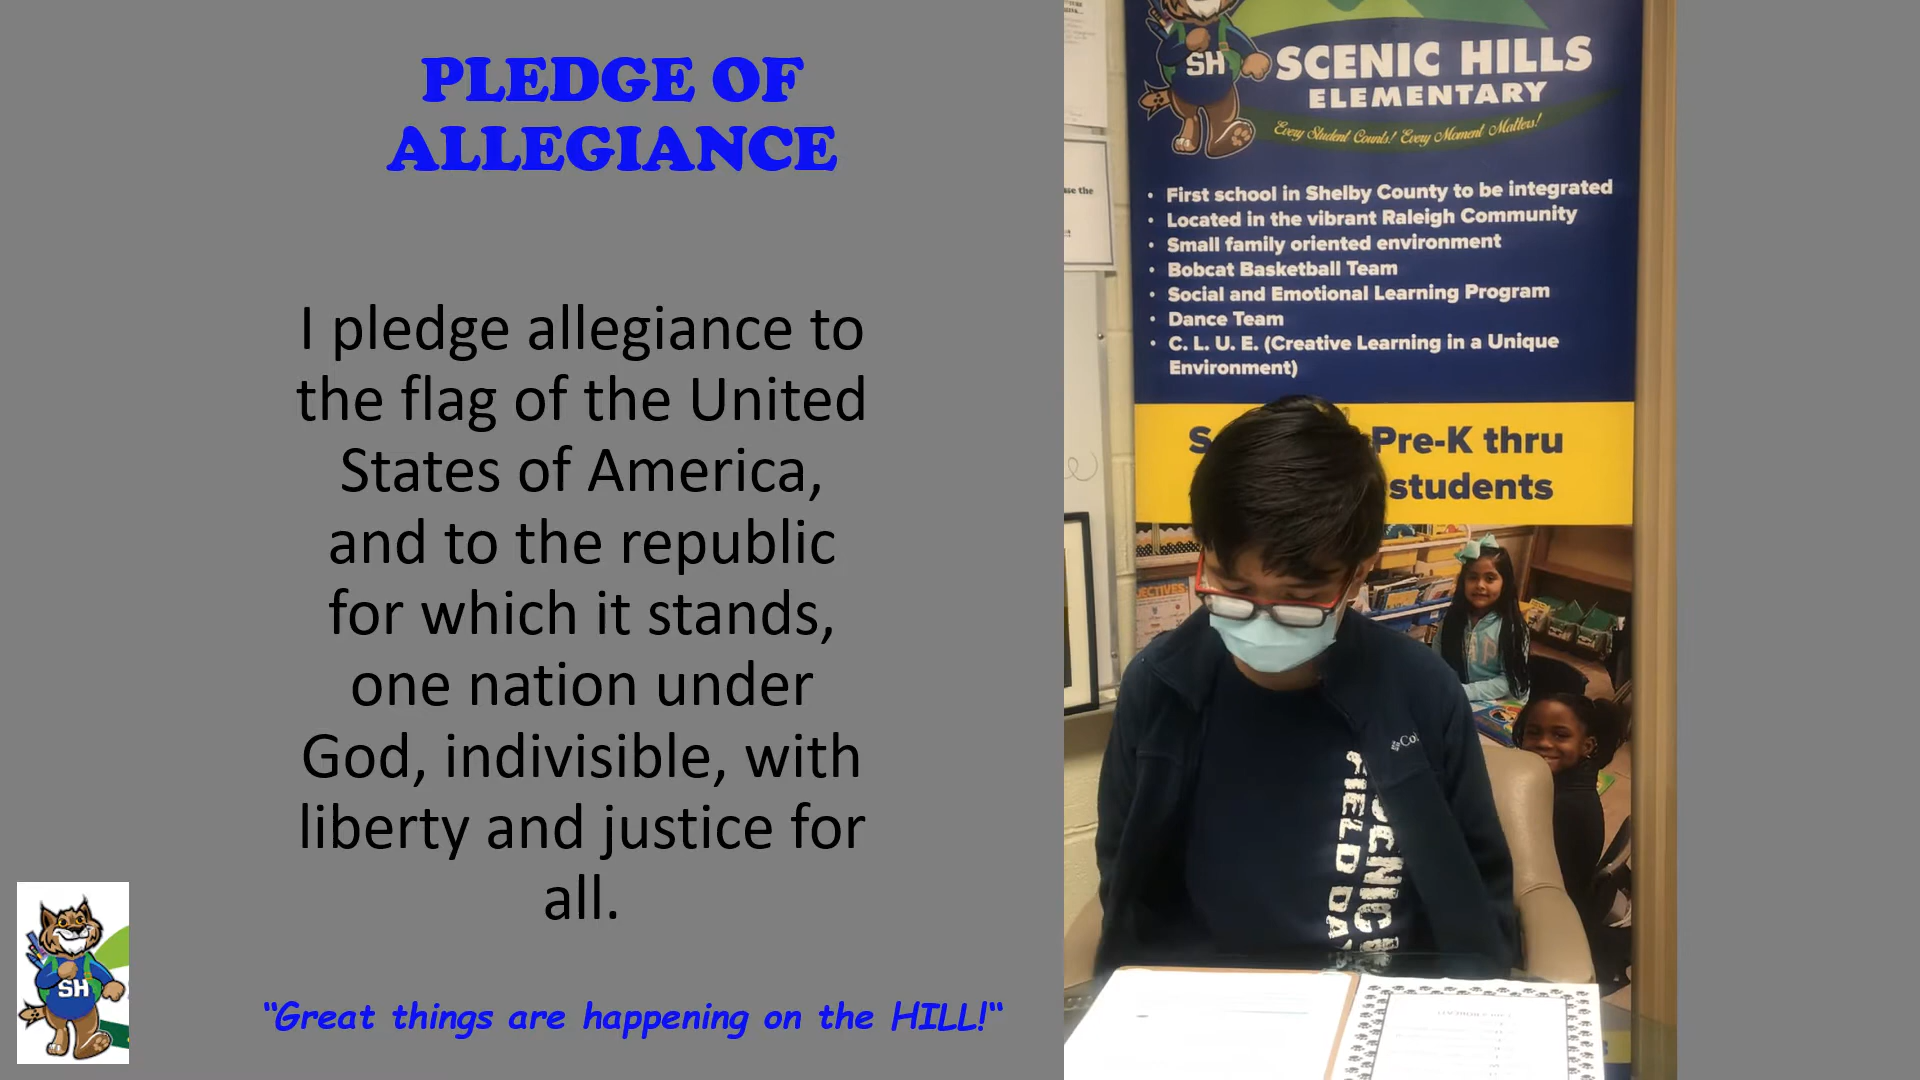 PLEDGE OF
ALLEGIANCE
I pledge allegiance to
the flag of the United
States of America,
and to the republic
for which it stands,
one nation under
God, indivisible, with
liberty and justice for
all.
SH
“Great things are happening on the HILL!“
SH
SCENIC HILLS
ELEMENTARY
Every Student Counts! Every Moment Matters!
• First school in Shelby County to be integrated
• Located in the vibrant Raleigh Community
• Small family oriented environment
• Bobcat Basketball Team
• Social and Emotional Learning Program
• Dance Team
• C. L. U. E. (Creative Learning in a Unique
Environment)
Pre-K thru
students
the
FIELD